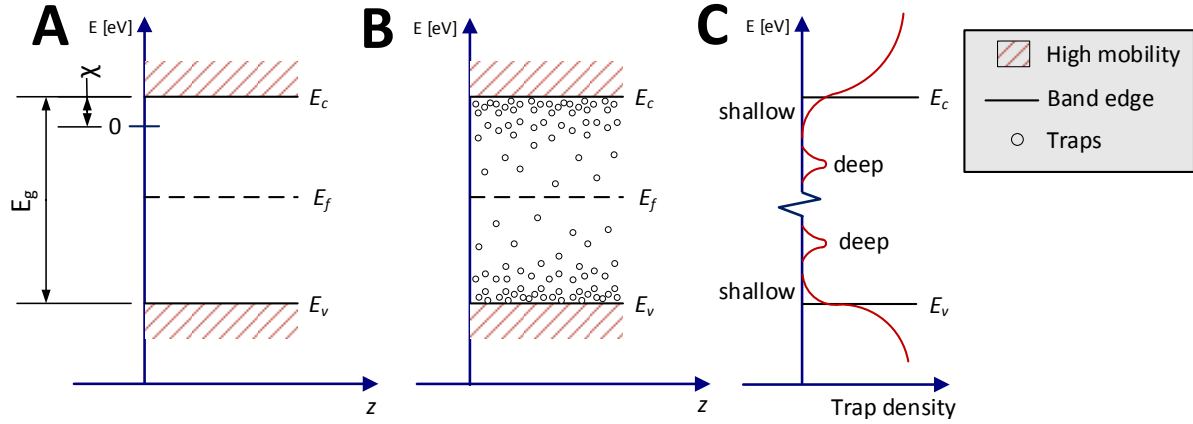 A
E [eV]
χ
E_c
0
E_g
E_f
E_v
z
B
E [eV]
E_c
E_f
E_v
z
C
E [eV]
E_c
shallow
deep
deep
shallow
E_v
Trap density
High mobility
Band edge
Traps